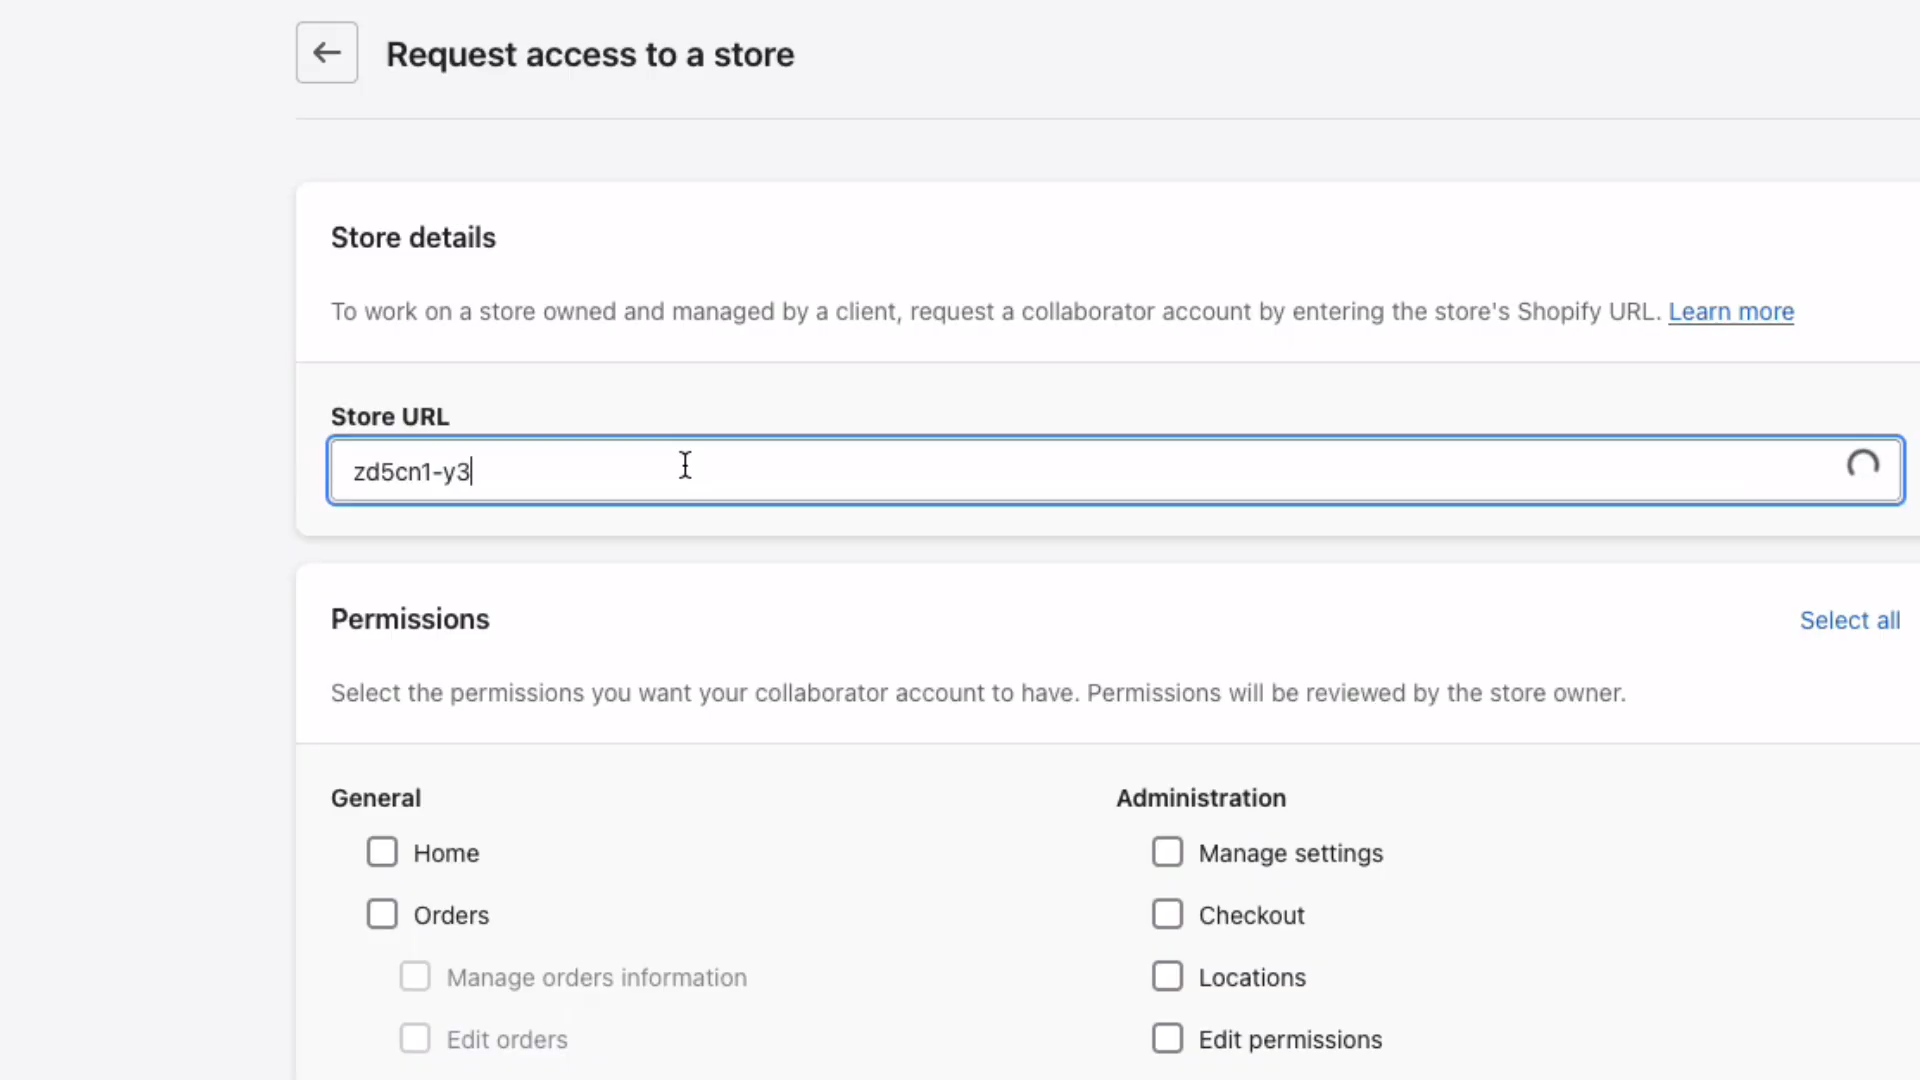 Request access to a store
Store details
To work on a store owned and managed by a client, request a collaborator account by entering the store's Shopify URL. Learn more
Store URL
zd5cn1-y3
Permissions
Select all
Select the permissions you want your collaborator account to have. Permissions will be reviewed by the store owner.
General
Administration
Home
Manage settings
Orders
Checkout
Manage orders information
Locations
Edit orders
Edit permissions